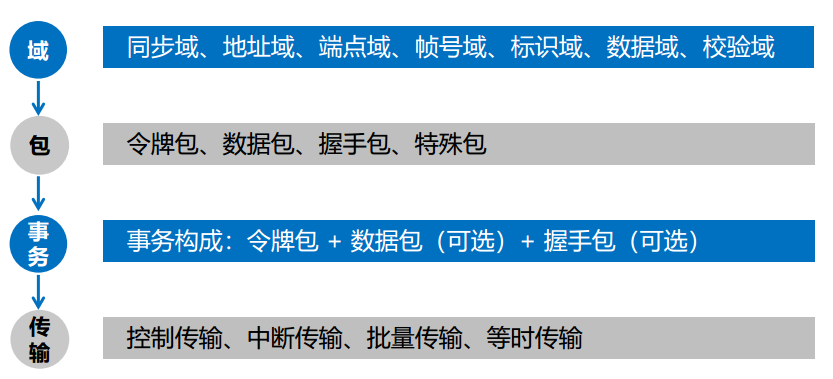 域
同步域、地址域、端点域、帧号域、标识域、数据域、校验域
包
令牌包、数据包、握手包、特殊包
事
务
事务构成：令牌包 + 数据包（可选）+ 握手包（可选）
传
输
控制传输、中断传输、批量传输、等时传输